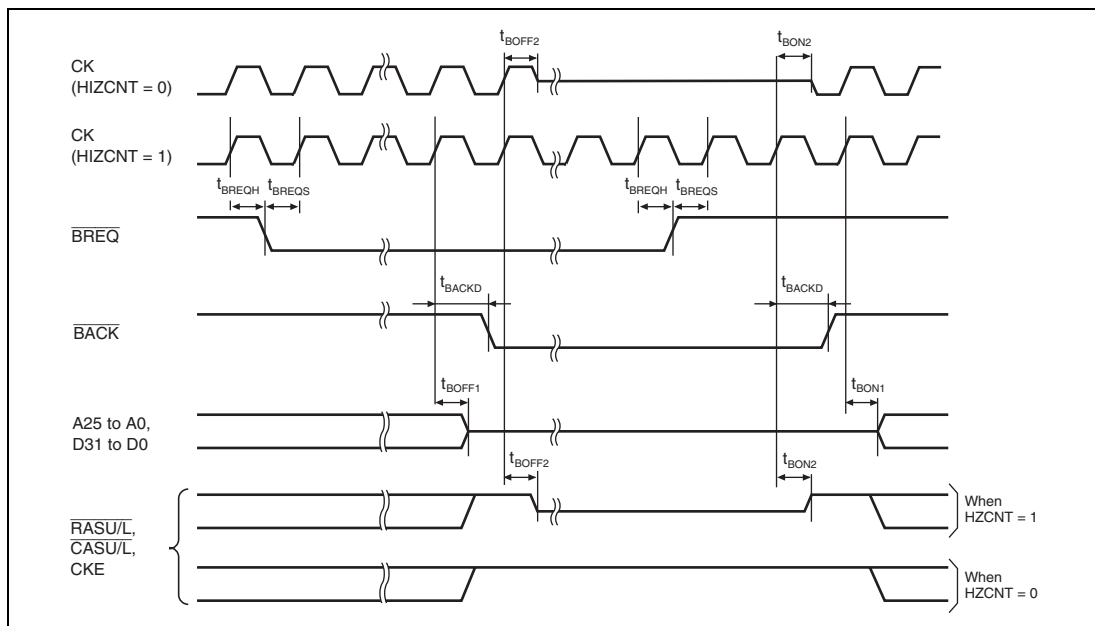 tBOFF2
tBON2
CK
(HIZCNT = 0)
CK
(HIZCNT = 1)
tBREQH
tBREQS
tBREQH
tBREQS
BREQ
tBACKD
tBACKD
BACK
tBOFF1
tBON1
A25 to A0,
D31 to D0
tBOFF2
tBON2
RASU/L,
CASU/L,
CKE
When
HZCNT = 1
When
HZCNT = 0